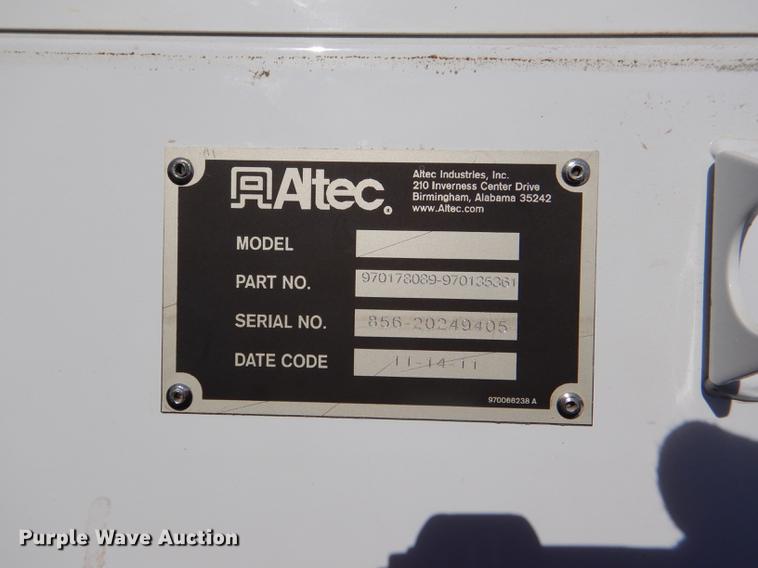 Altec®
Altec Industries, Inc.
210 Inverness Center Drive
Birmingham, Alabama 35242
www.Altec.com
MODEL
PART NO. 970178089-970135361
SERIAL NO. 856-20249405
DATE CODE 11-14-11
970066238 A
Purple Wave Auction